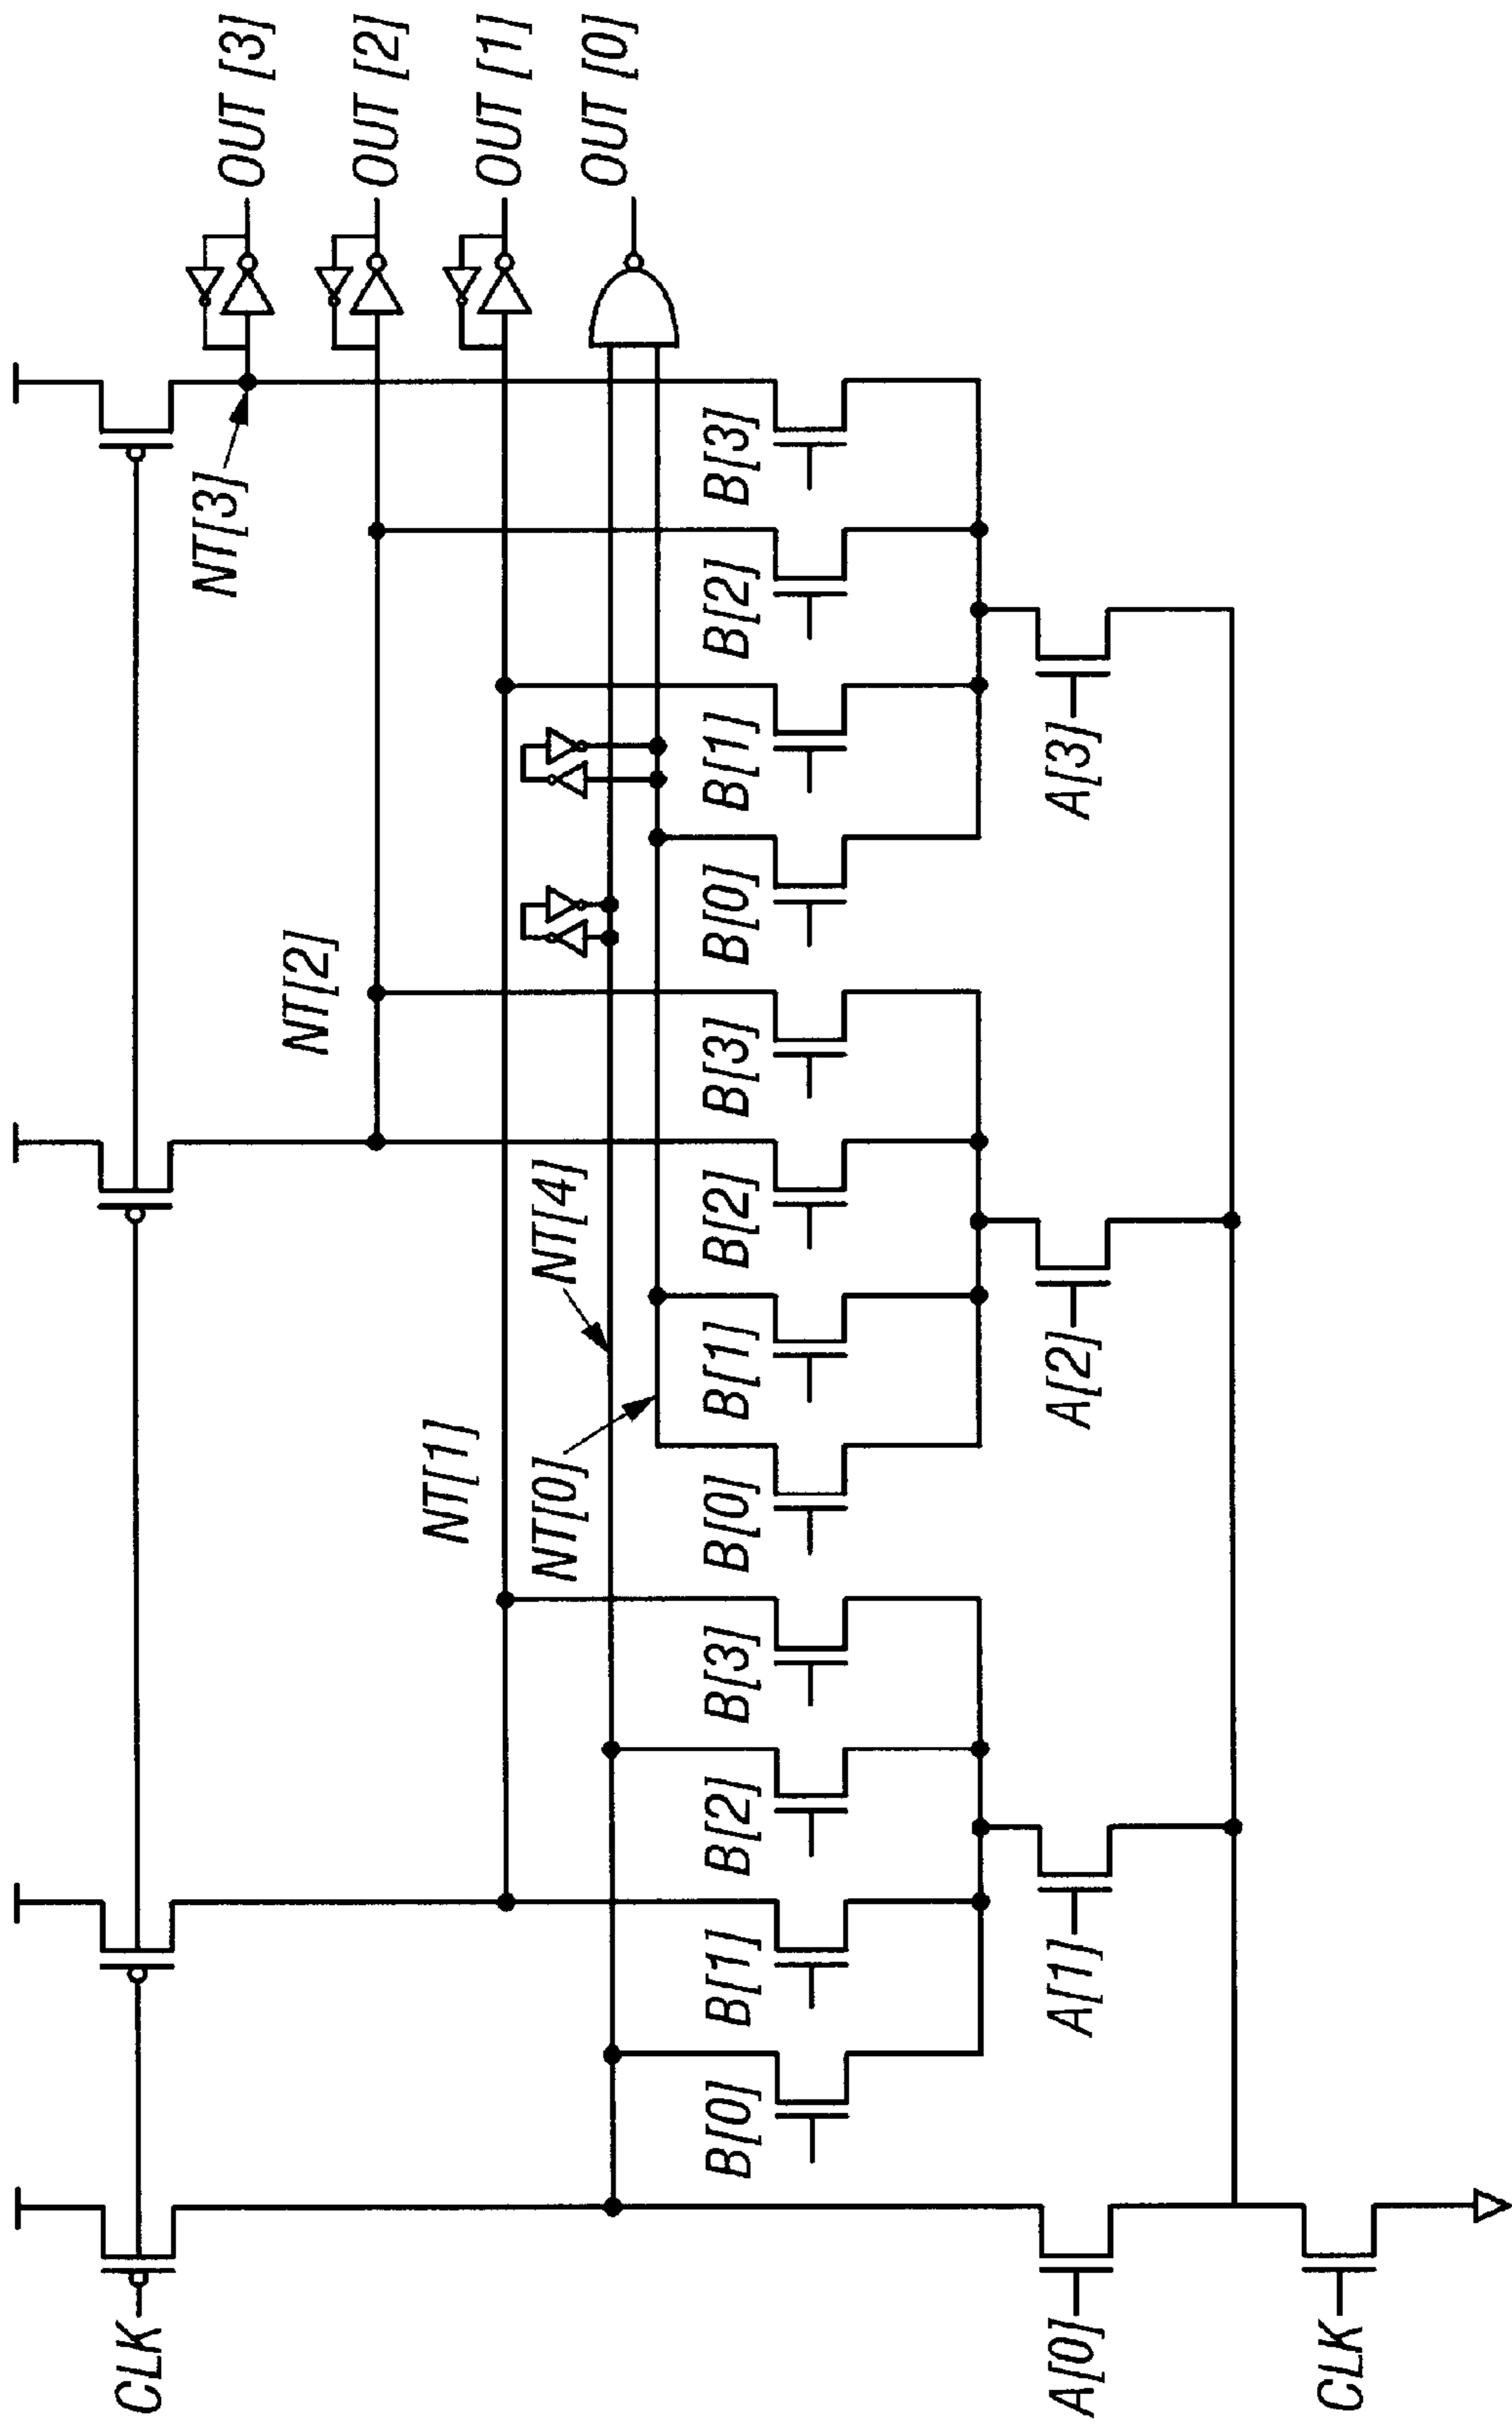 OUT [3]
OUT [2]
OUT [1]
OUT [0]
NT[3]
NT[2]
NT[4]
NT[1]
NT[0]
B[3]
B[2]
B[1]
B[0]
B[3]
B[2]
B[1]
B[0]
B[3]
B[2]
B[1]
B[0]
A[3]
A[2]
A[1]
A[0]
CLK
CLK